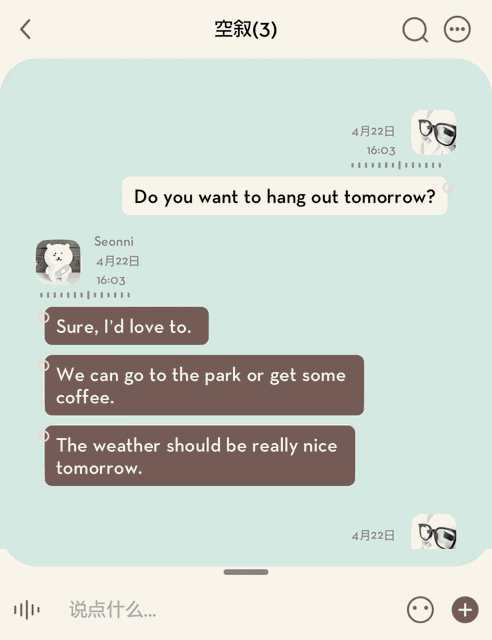 空叙(3)
4月22日
16:03
Do you want to hang out tomorrow?
Seonni
4月22日
16:03
Sure, I'd love to.
We can go to the park or get some
coffee.
The weather should be really nice
tomorrow.
4月22日
说点什么...